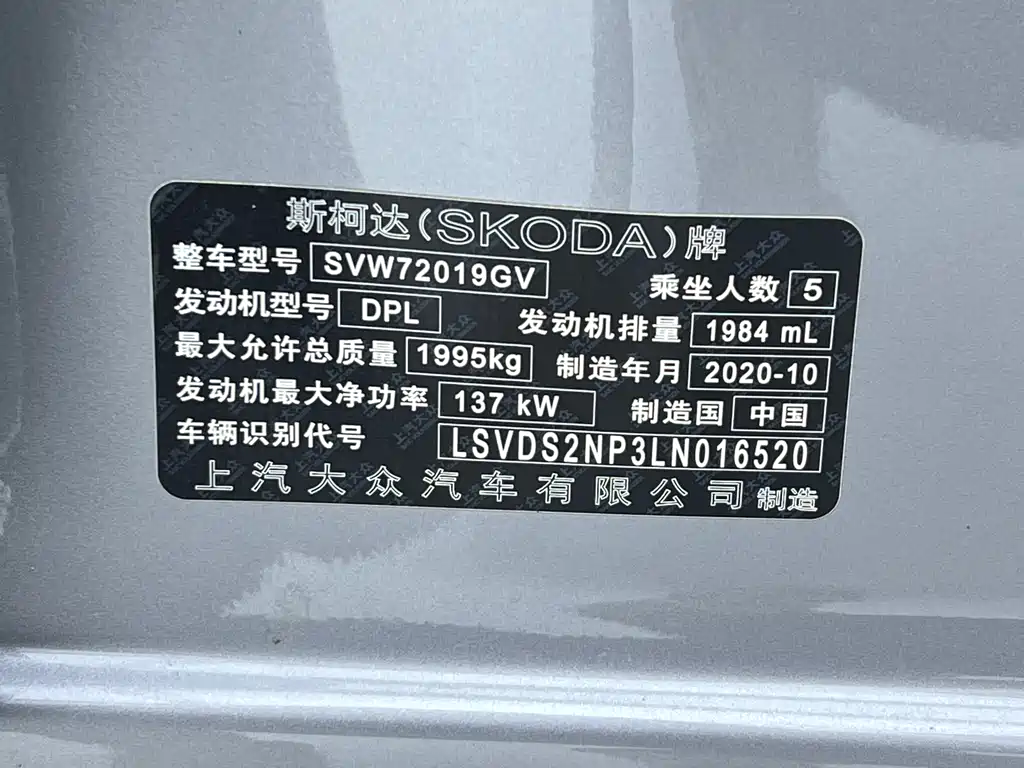 斯柯达(SKODA)牌
整车型号 SVW72019GV 乘坐人数 5
发动机型号 DPL 发动机排量 1984 mL
最大允许总质量 1995kg 制造年月 2020-10
发动机最大净功率 137 kW 制造国 中国
车辆识别代号 LSVDS2NP3LN016520
上汽大众汽车有限公司 制造